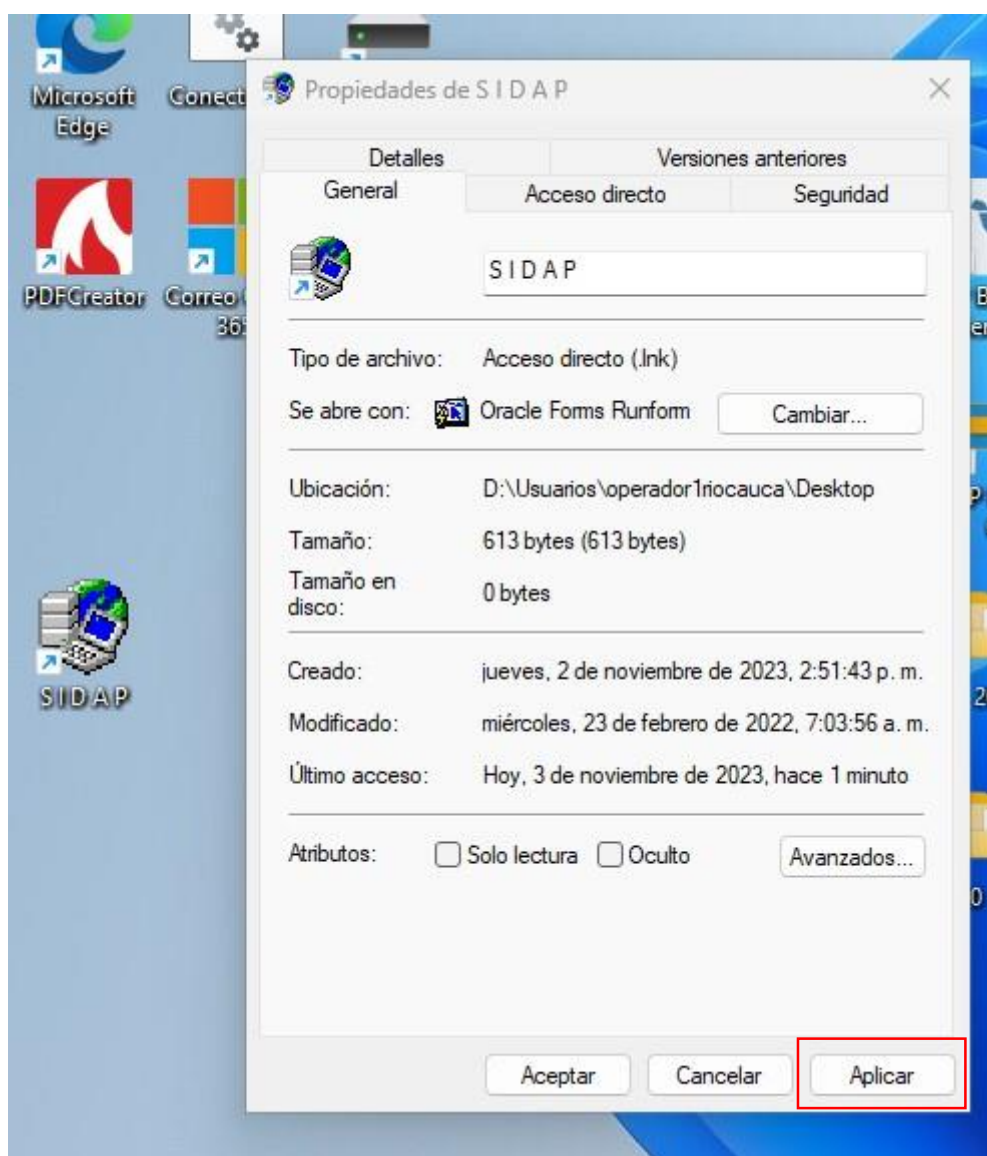 Microsoft
Edge
Conect
PDFCreator
Correo
365
S I D A P
Propiedades de S I D A P
Detalles
Versiones anteriores
General
Acceso directo
Seguridad
S I D A P
Tipo de archivo: Acceso directo (.lnk)
Se abre con: Oracle Forms Runform Cambiar...
Ubicación: D:\Usuarios\operador1riocauca\Desktop
Tamaño: 613 bytes (613 bytes)
Tamaño en
disco: 0 bytes
Creado: jueves, 2 de noviembre de 2023, 2:51:43 p. m.
Modificado: miércoles, 23 de febrero de 2022, 7:03:56 a. m.
Último acceso: Hoy, 3 de noviembre de 2023, hace 1 minuto
Atributos: Solo lectura Oculto Avanzados...
Aceptar Cancelar Aplicar